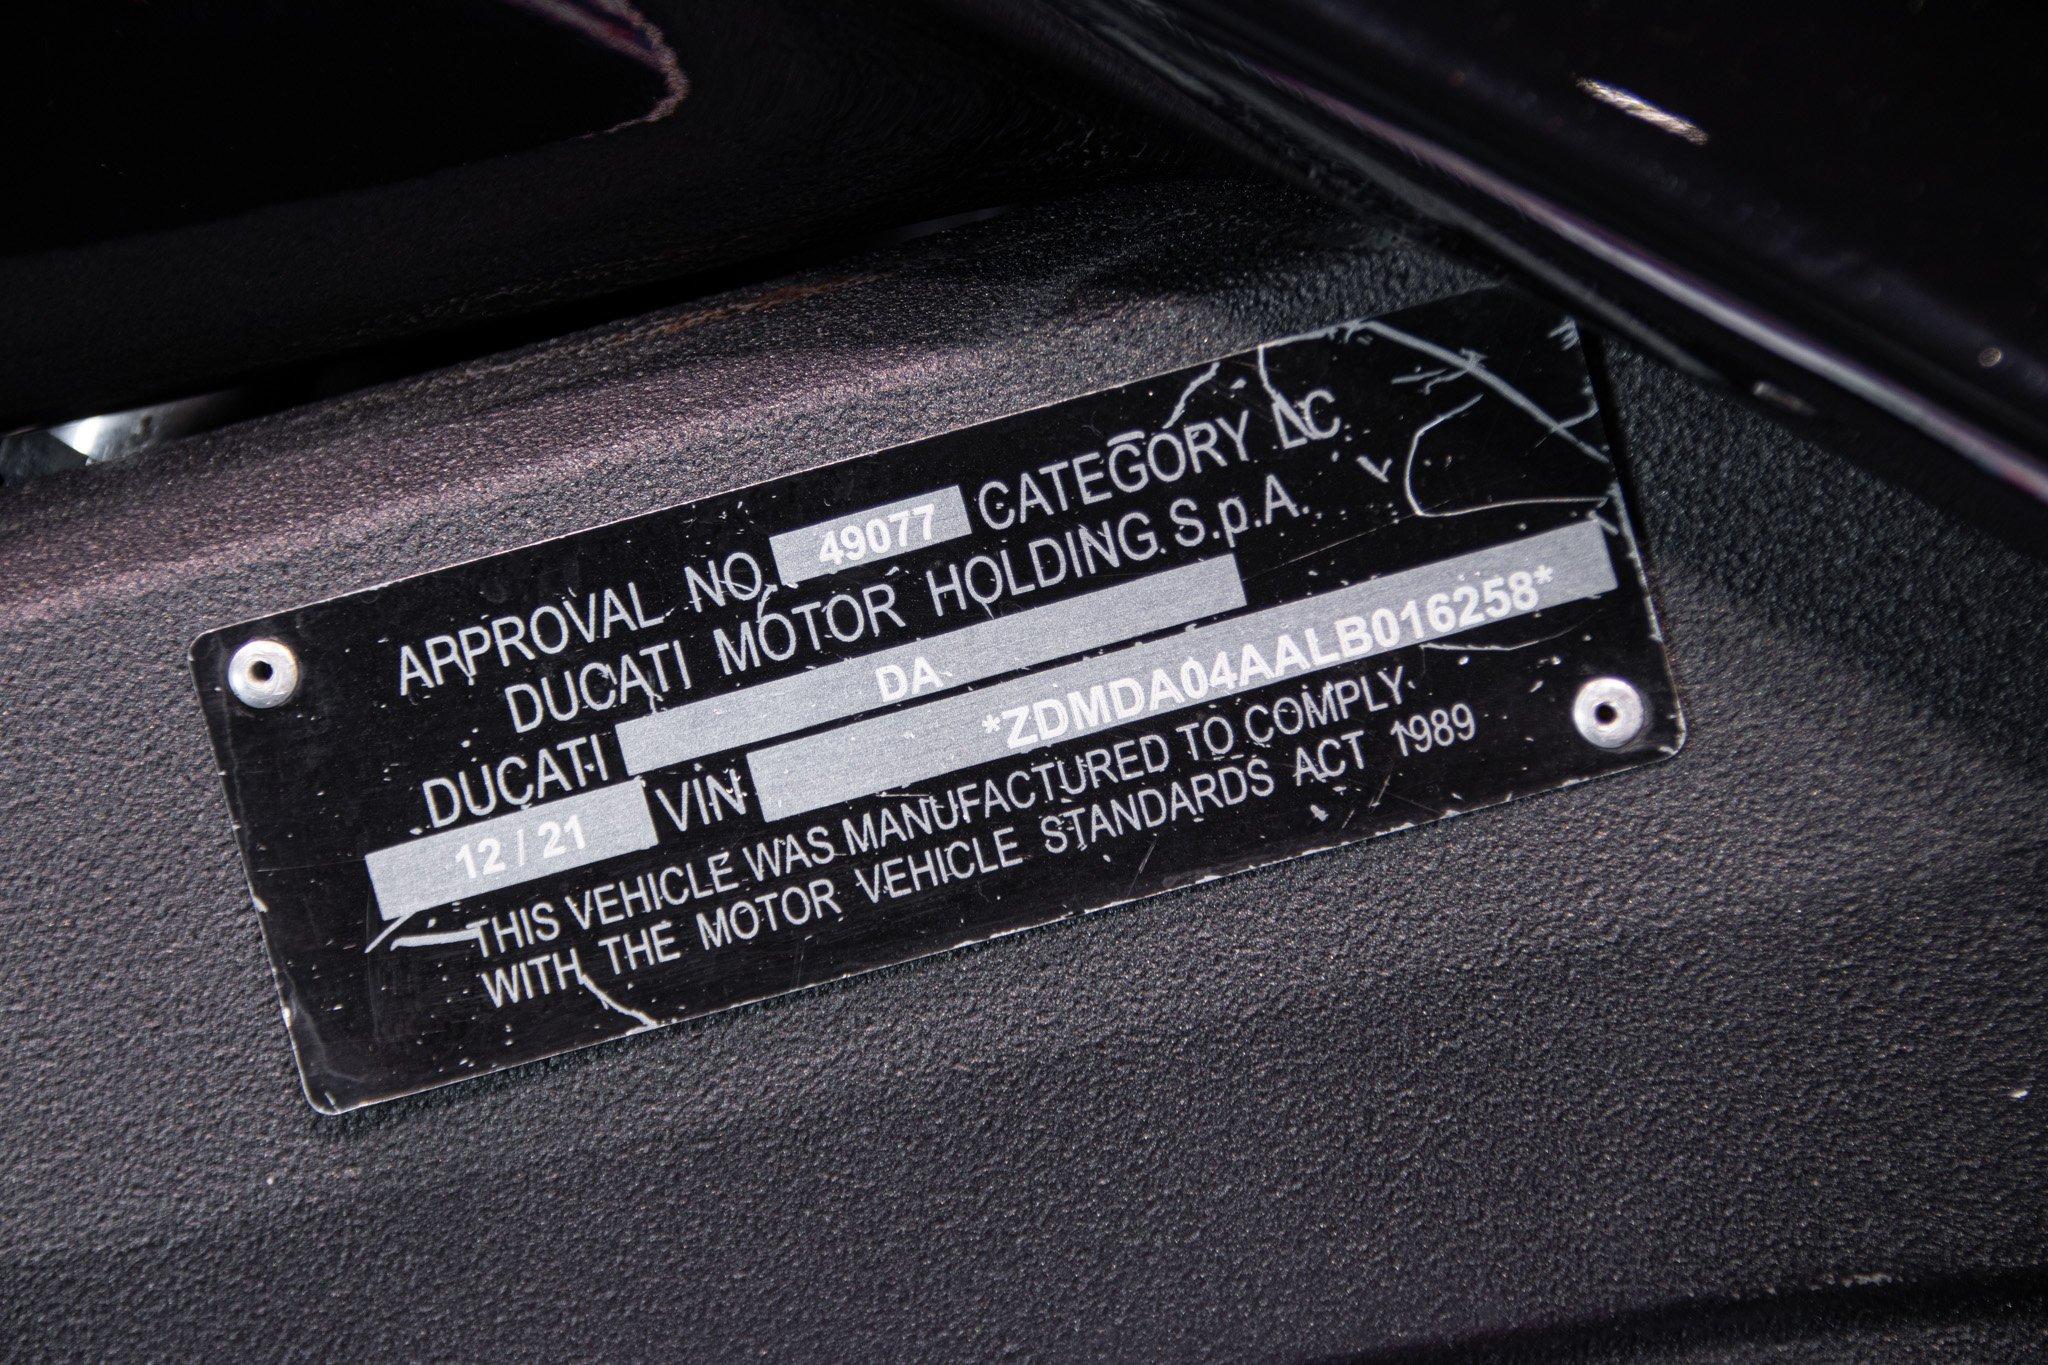 APPROVAL NO. 49077 CATEGORY LC
DUCATI MOTOR HOLDING S.p.A.
DUCATI DA
12 / 21 VIN *ZDMDA04AALB016258*
THIS VEHICLE WAS MANUFACTURED TO COMPLY
WITH THE MOTOR VEHICLE STANDARDS ACT 1989